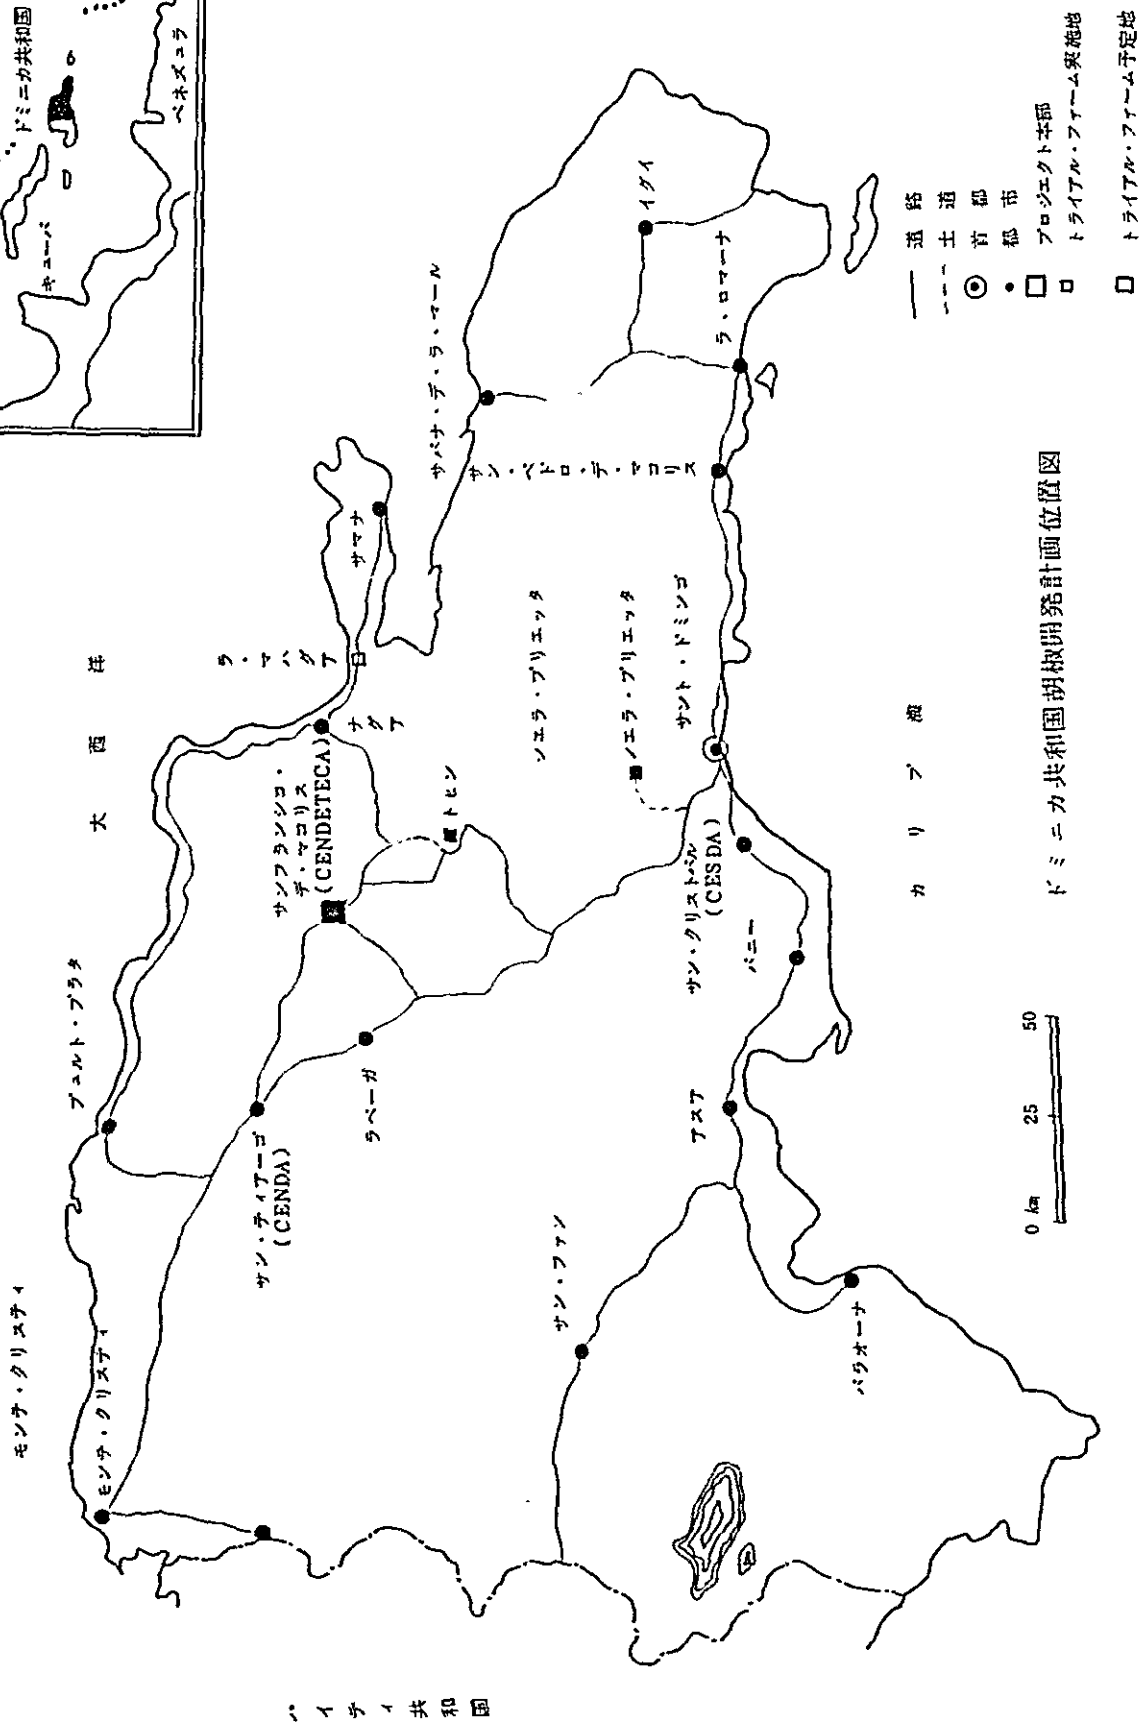 ドミニカ共和国
キューバ
ベネズュラ
モンテ・クリスティ
モンテ・クリスティ
プェルト・プラタ
大西洋
サン・ティアーゴ
(CENDA)
ラベーガ
サンフランシコ・
デ・マコリス
(CENDETECA)
ナグア
ラ・マハグア
サマナ
トヒン
サバナ・デ・ラ・マール
サン・ペドロ・デ・マコリス
イグイ
ラ・ロマーナ
シエラ・プリエッタ
シエラ・プリエッタ
サント・ドミンゴ
サン・クリストバル
(CESDA)
バニー
アスア
サン・ファン
バラオーナ
ハイティ共和国
カリブ海
0 km 25 50
ドミニカ共和国胡椒開発計画位置図
道路
土道
首都
都市
プロジェクト本部
トライアル・ファーム実施地
トライアル・ファーム予定地